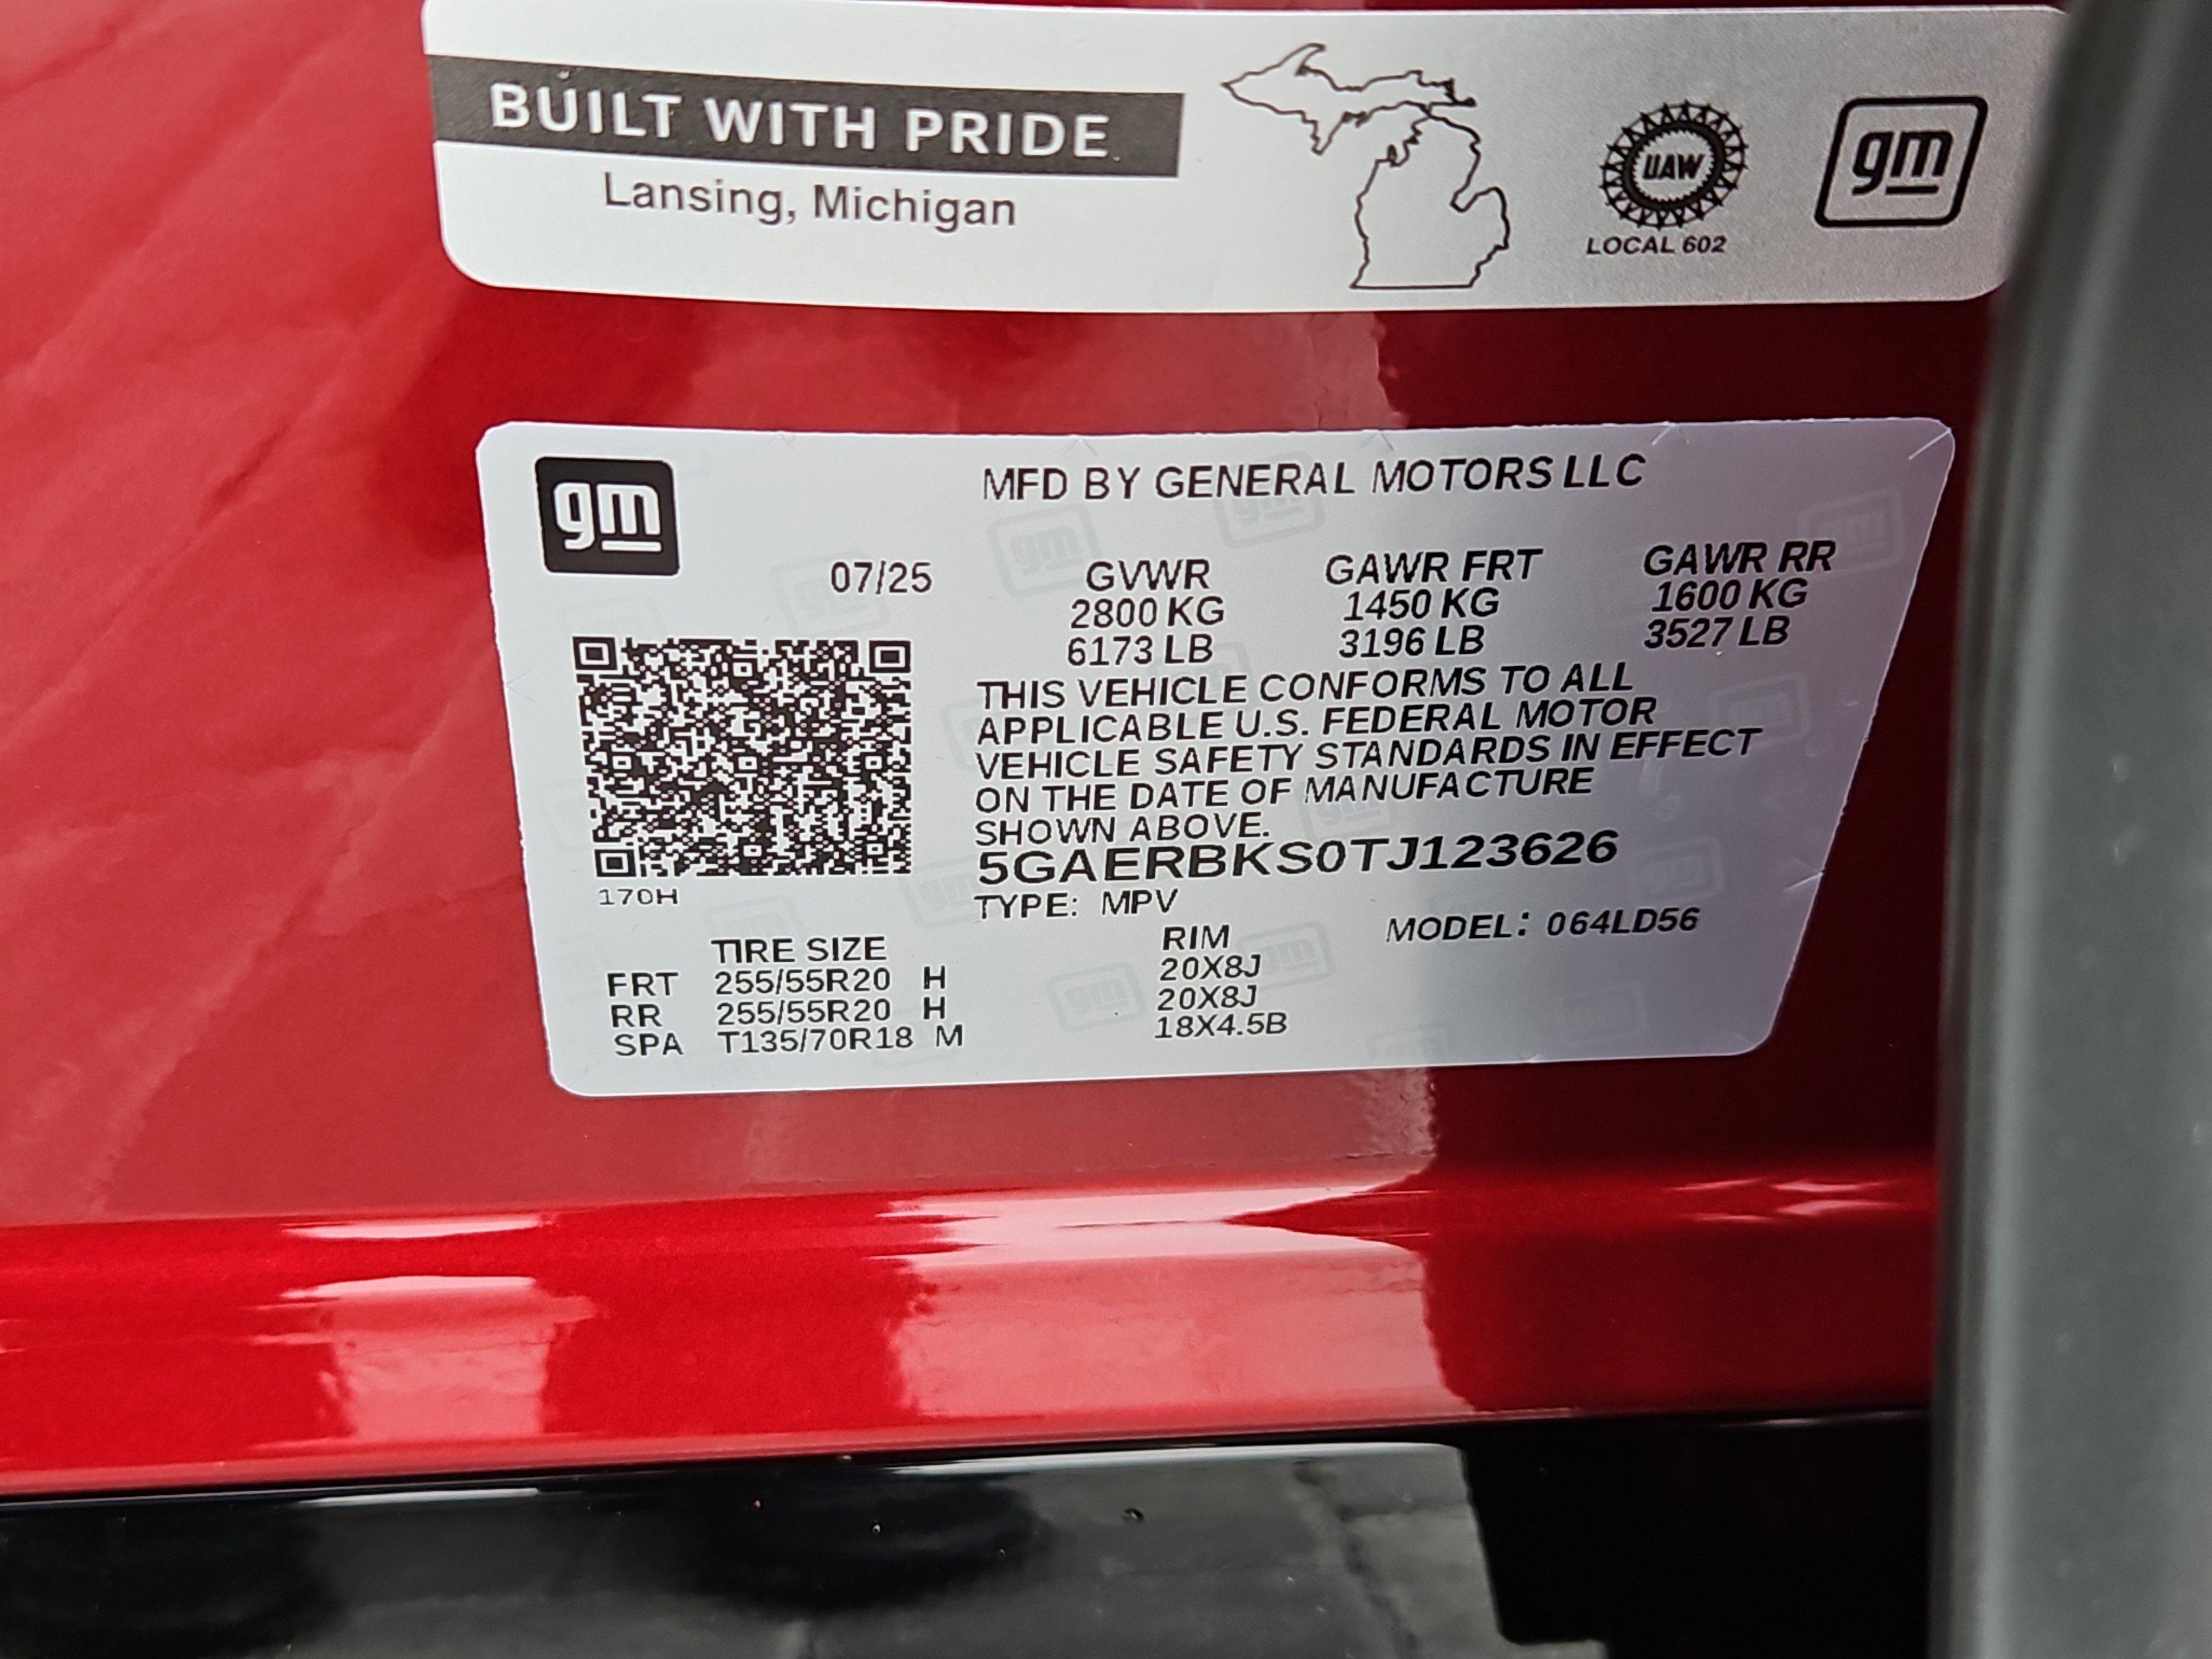 BUILT WITH PRIDE
Lansing, Michigan
UAW
LOCAL 602
gm
gm
MFD BY GENERAL MOTORS LLC
07/25
GVWR GAWR FRT GAWR RR
2800 KG 1450 KG 1600 KG
6173 LB 3196 LB 3527 LB
THIS VEHICLE CONFORMS TO ALL
APPLICABLE U.S. FEDERAL MOTOR
VEHICLE SAFETY STANDARDS IN EFFECT
ON THE DATE OF MANUFACTURE
SHOWN ABOVE.
5GAERBKS0TJ123626
170H
TYPE: MPV MODEL: 064LD56
TIRE SIZE RIM
FRT 255/55R20 H 20X8J
RR 255/55R20 H 20X8J
SPA T135/70R18 M 18X4.5B